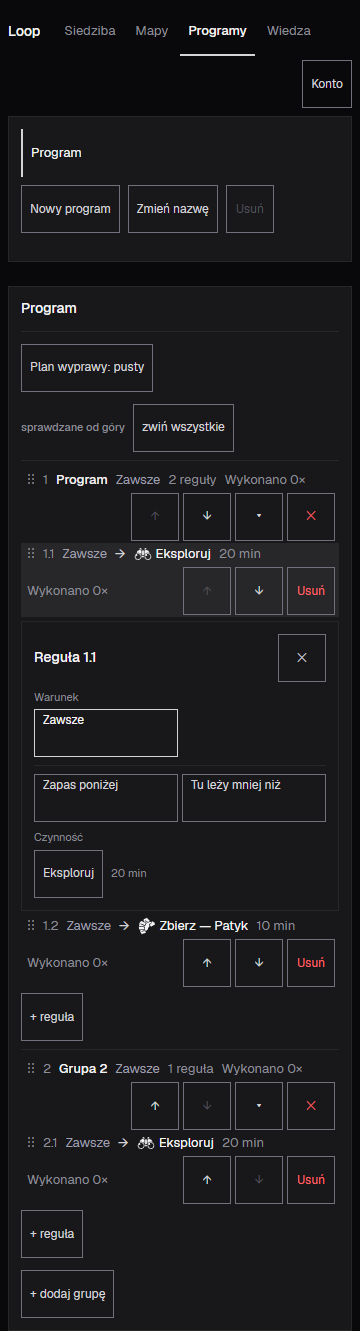 Loop Siedziba Mapy Programy Wiedza
Konto
Program
Nowy program Zmień nazwę Usuń
Program
Plan wyprawy: pusty
sprawdzane od góry zwiń wszystkie
1 Program Zawsze 2 reguły Wykonano 0×
↑ ↓ ▾ ×
1.1 Zawsze → Eksploruj 20 min
Wykonano 0× ↑ ↓ Usuń
Reguła 1.1 ×
Warunek
Zawsze
Zapas poniżej Tu leży mniej niż
Czynność
Eksploruj 20 min
1.2 Zawsze → Zbierz — Patyk 10 min
Wykonano 0× ↑ ↓ Usuń
+ reguła
2 Grupa 2 Zawsze 1 reguła Wykonano 0×
↑ ↓ ▾ ×
2.1 Zawsze → Eksploruj 20 min
Wykonano 0× ↑ ↓ Usuń
+ reguła
+ dodaj grupę